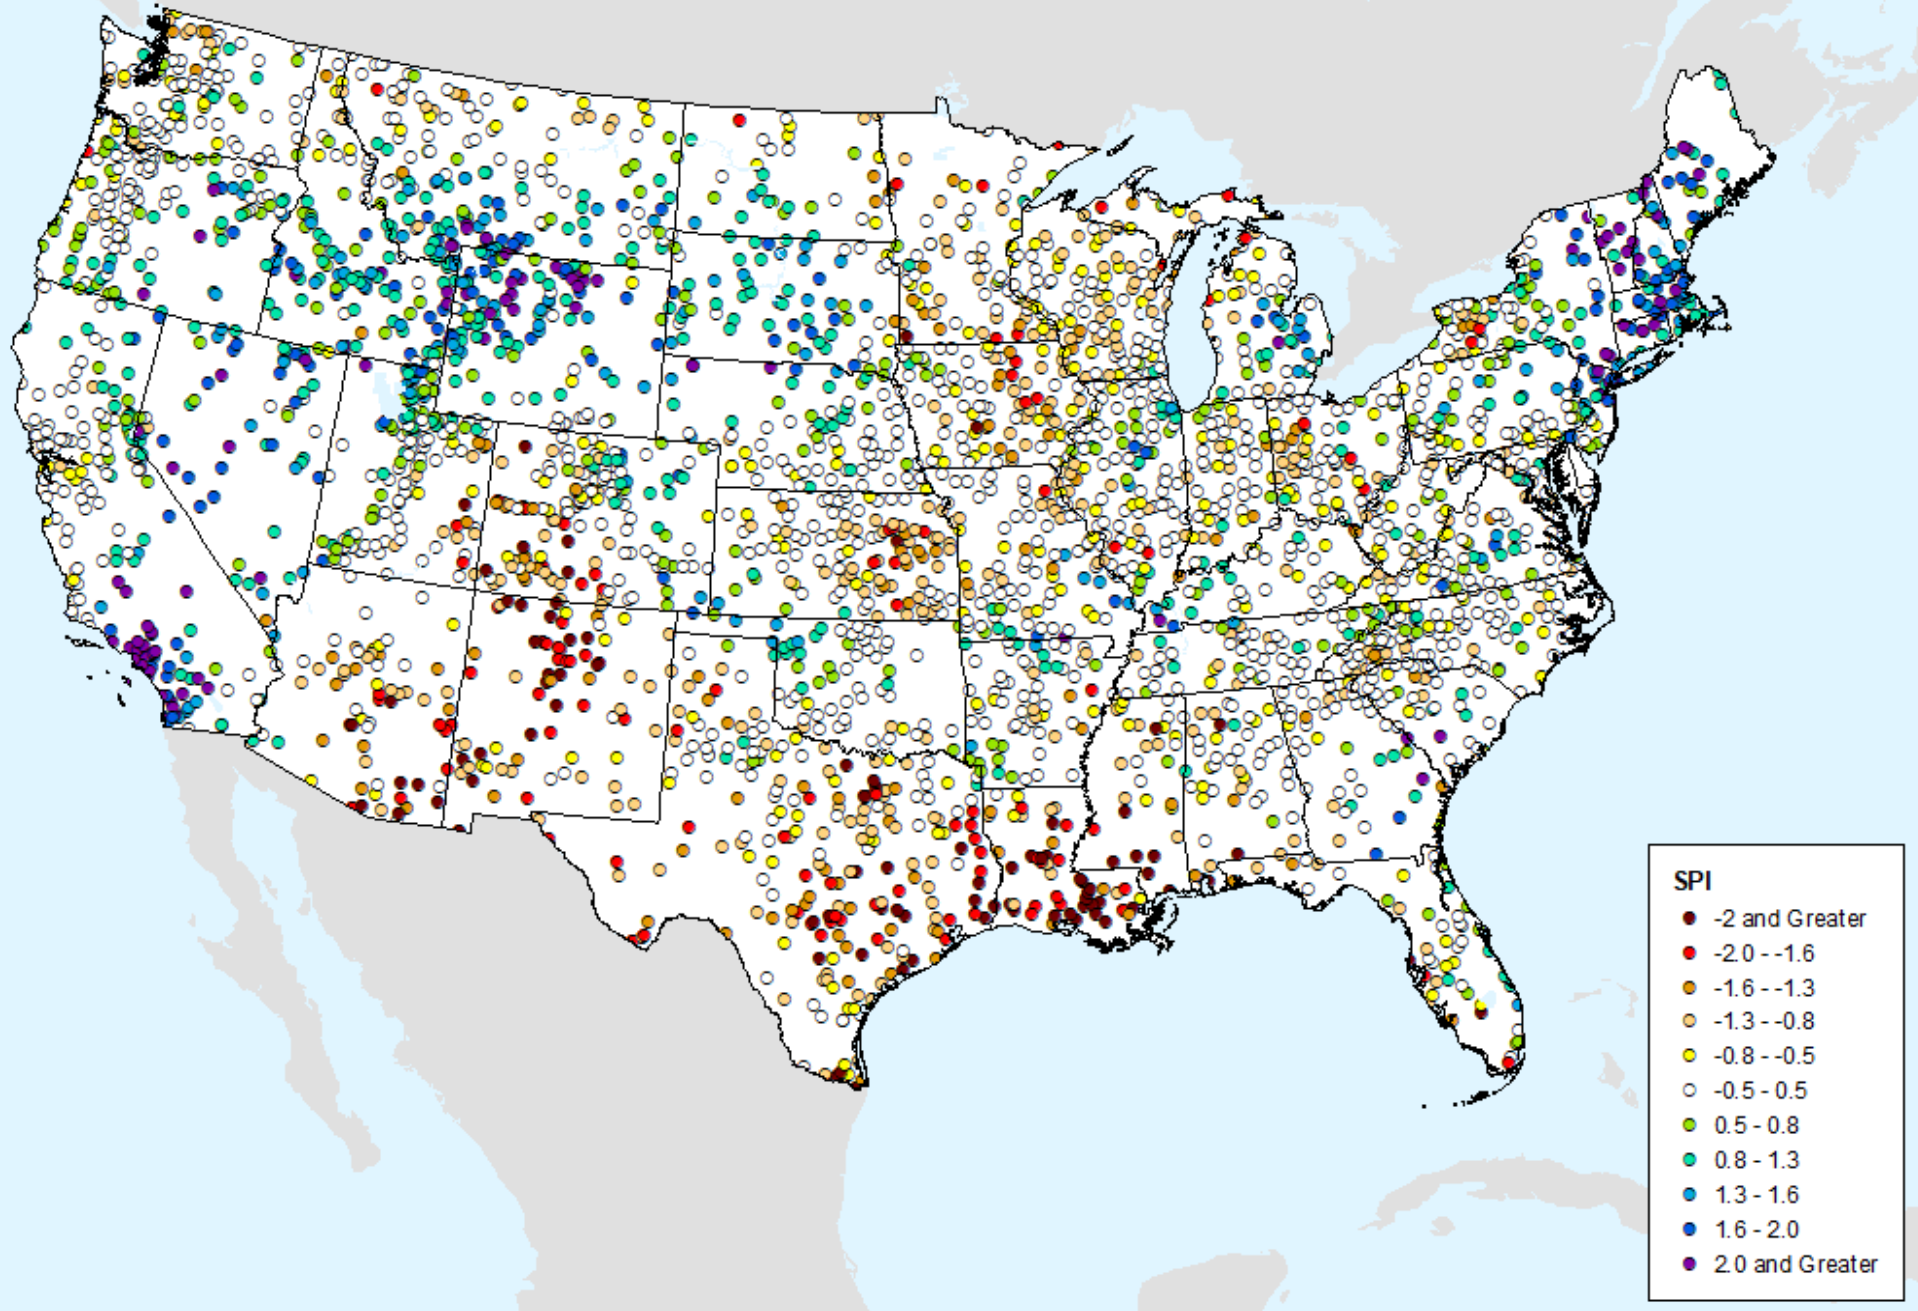 SPI
-2 and Greater
-2.0 - -1.6
-1.6 - -1.3
-1.3 - -0.8
-0.8 - -0.5
-0.5 - 0.5
0.5 - 0.8
0.8 - 1.3
1.3 - 1.6
1.6 - 2.0
2.0 and Greater